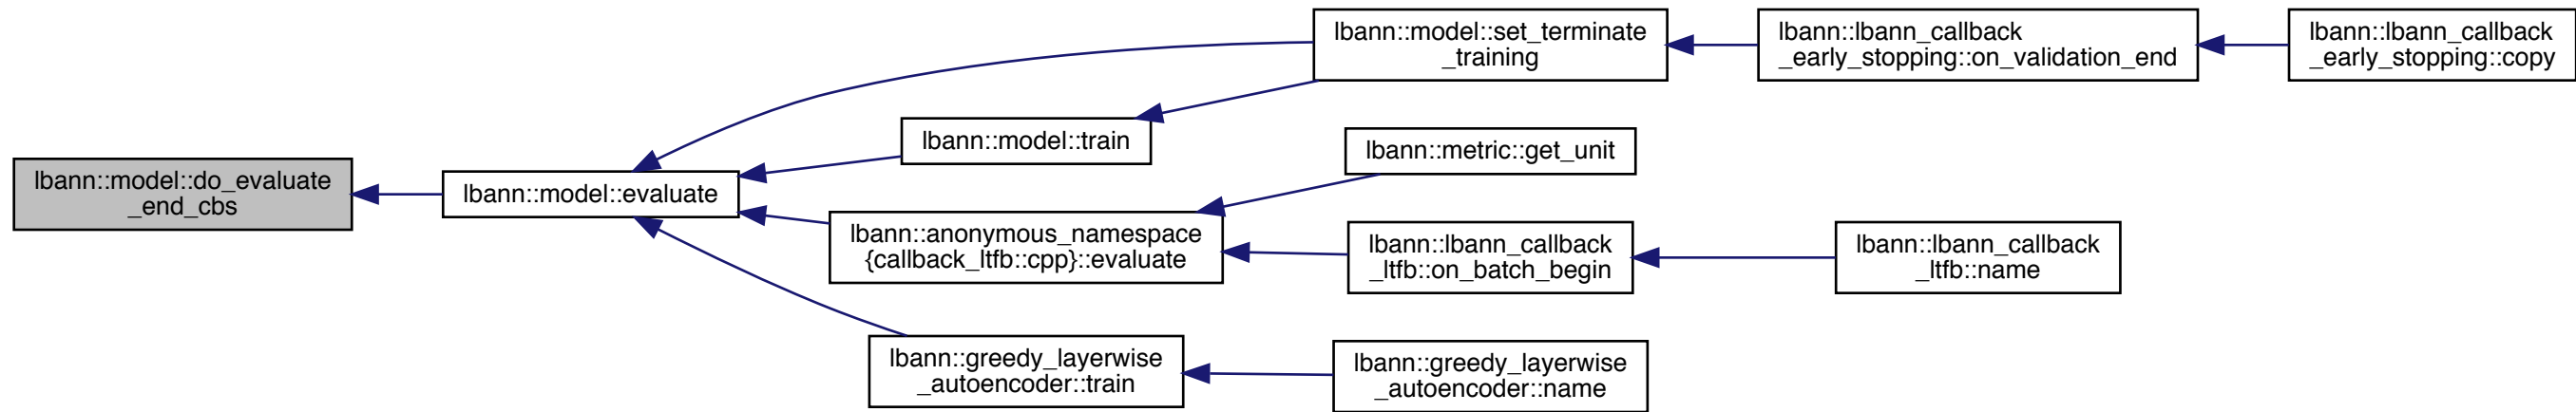 lbann::model::do_evaluate
_end_cbs
lbann::model::evaluate
lbann::model::set_terminate
_training
lbann::lbann_callback
_early_stopping::on_validation_end
lbann::lbann_callback
_early_stopping::copy
lbann::model::train
lbann::anonymous_namespace
{callback_ltfb::cpp}::evaluate
lbann::metric::get_unit
lbann::lbann_callback
_ltfb::on_batch_begin
lbann::lbann_callback
_ltfb::name
lbann::greedy_layerwise
_autoencoder::train
lbann::greedy_layerwise
_autoencoder::name